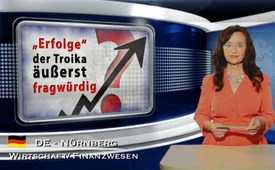 „Erfolge"
der Troika
äußerst
fragwürdig
?
DE - Nürnberg
Wirtschaft/Finanzwesen